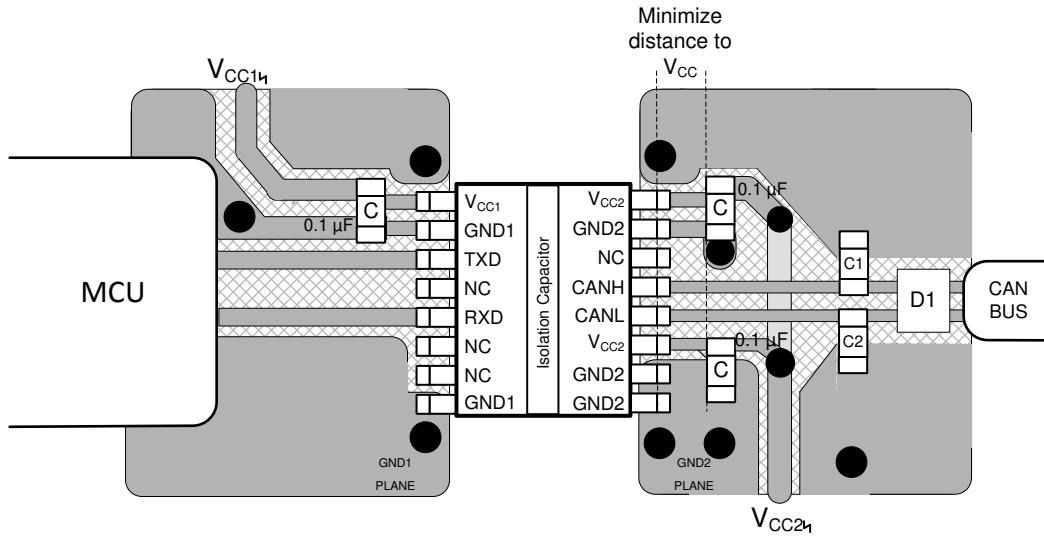 Minimize
distance to
VCC
VCC1
VCC2
MCU
C
0.1 µF
VCC1
GND1
TXD
NC
RXD
NC
NC
GND1
Isolation Capacitor
VCC2
GND2
NC
CANH
CANL
VCC2
GND2
GND2
0.1 µF
C
0.1 µF
C
C1
C2
D1
CAN
BUS
GND1
PLANE
GND2
PLANE